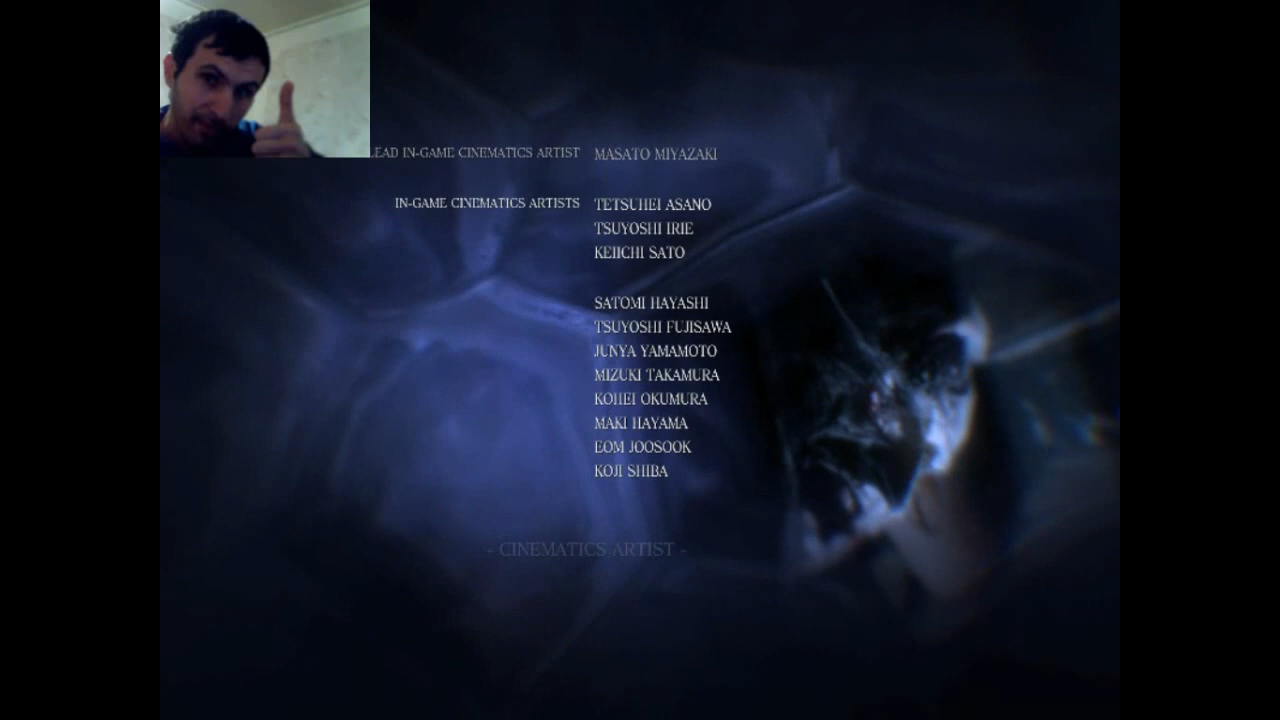 LEAD IN-GAME CINEMATICS ARTIST MASATO MIYAZAKI
IN-GAME CINEMATICS ARTISTS TETSUHEI ASANO
TSUYOSHI IRIE
KEIICHI SATO
SATOMI HAYASHI
TSUYOSHI FUJISAWA
JUNYA YAMAMOTO
MIZUKI TAKAMURA
KOHEI OKUMURA
MAKI HAYAMA
EOM JOOSOOK
KOJI SHIBA
- CINEMATICS ARTIST -